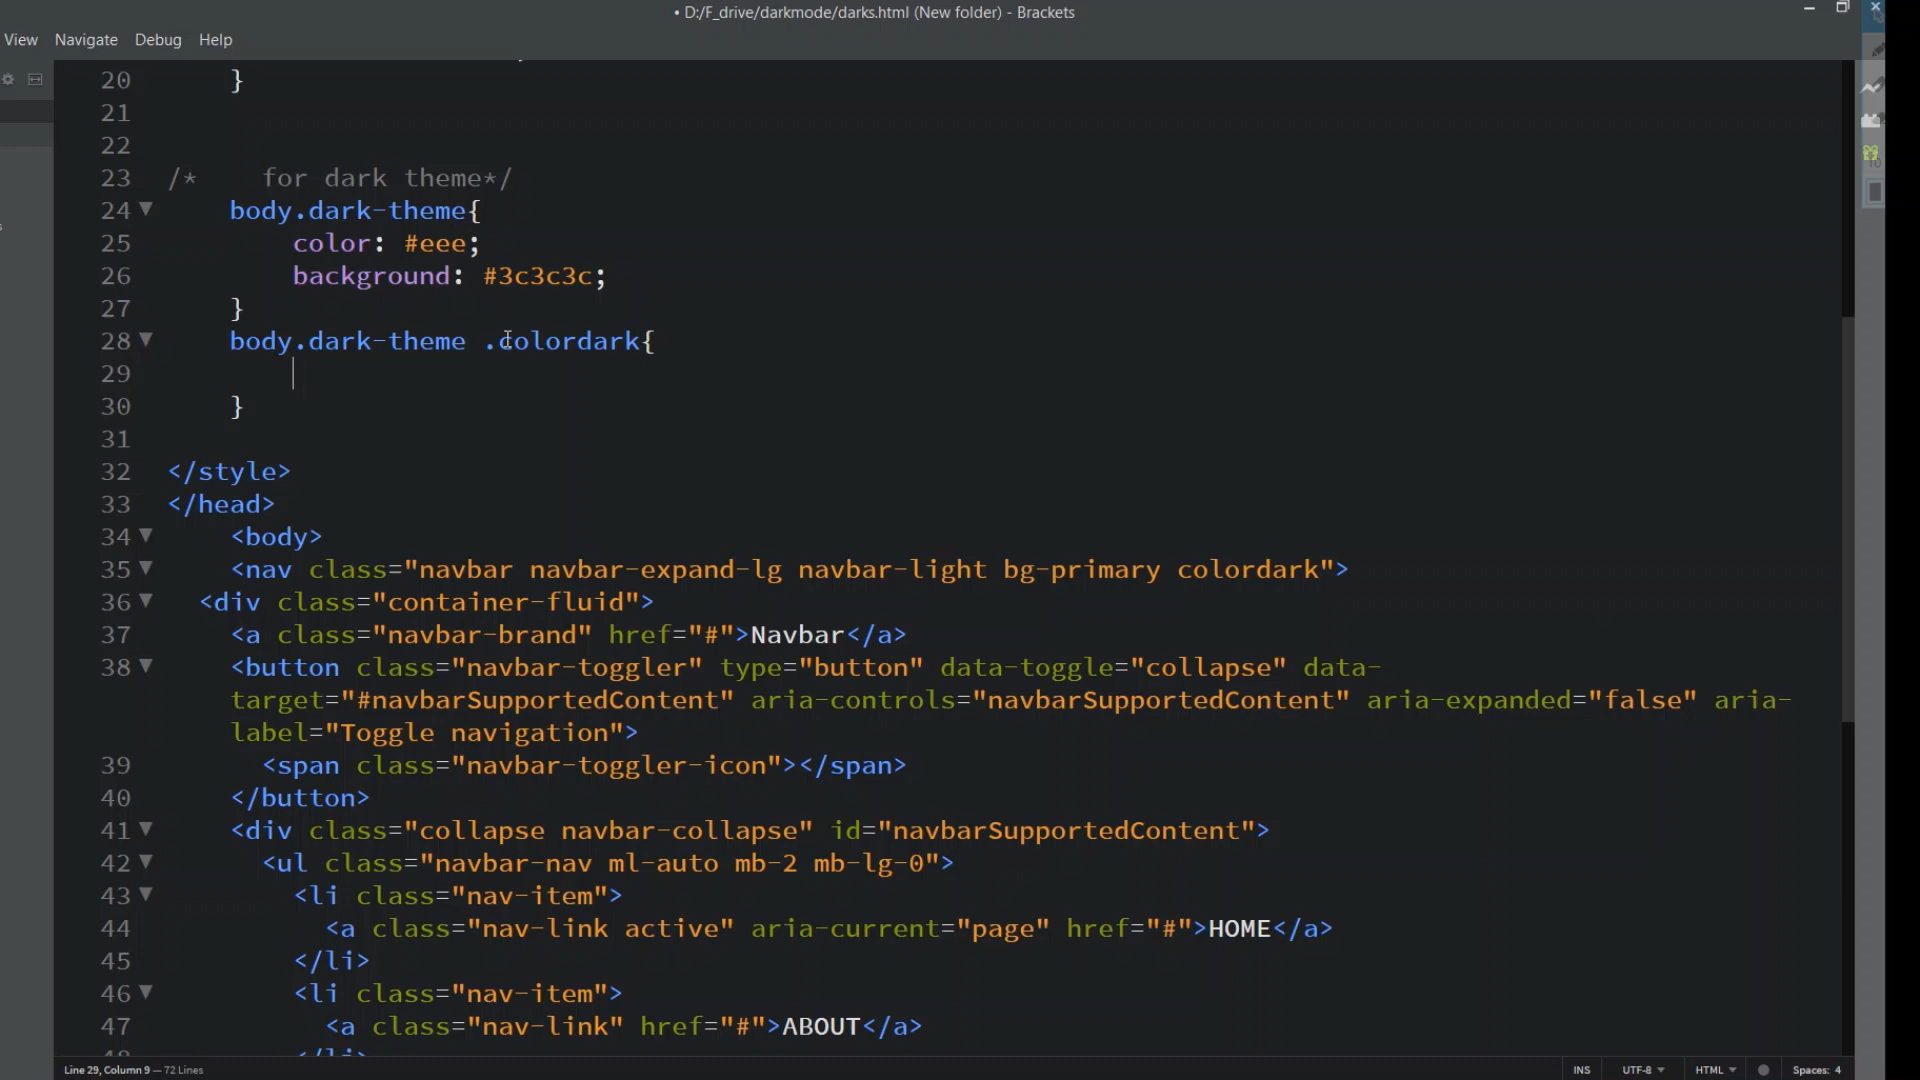 • D:/F_drive/darkmode/darks.html (New folder) - Brackets
View Navigate Debug Help
20 }
21
22
23 /* for dark theme*/
24 body.dark-theme{
25 color: #eee;
26 background: #3c3c3c;
27 }
28 body.dark-theme .colordark{
29
30 }
31
32 </style>
33 </head>
34 <body>
35 <nav class="navbar navbar-expand-lg navbar-light bg-primary colordark">
36 <div class="container-fluid">
37 <a class="navbar-brand" href="#">Navbar</a>
38 <button class="navbar-toggler" type="button" data-toggle="collapse" data-
target="#navbarSupportedContent" aria-controls="navbarSupportedContent" aria-expanded="false" aria-
label="Toggle navigation">
39 <span class="navbar-toggler-icon"></span>
40 </button>
41 <div class="collapse navbar-collapse" id="navbarSupportedContent">
42 <ul class="navbar-nav ml-auto mb-2 mb-lg-0">
43 <li class="nav-item">
44 <a class="nav-link active" aria-current="page" href="#">HOME</a>
45 </li>
46 <li class="nav-item">
47 <a class="nav-link" href="#">ABOUT</a>
48 </li>
Line 29, Column 9 — 72 Lines
INS UTF-8 HTML Spaces: 4